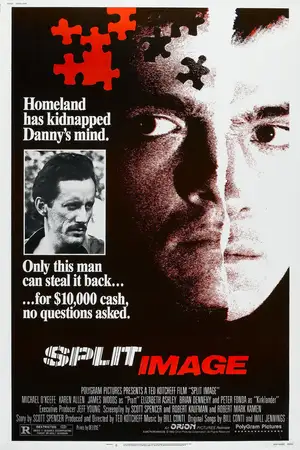 Homeland
has kidnapped
Danny's mind.
Only this man
can steal it back...
...for $10,000 cash,
no questions asked.
SPLIT IMAGE
POLYGRAM PICTURES PRESENTS A TED KOTCHEFF FILM "SPLIT IMAGE"
MICHAEL O'KEEFE KAREN ALLEN JAMES WOODS as "Pratt" ELIZABETH ASHLEY BRIAN DENNEHY and PETER FONDA as "Kirklander"
Executive Producer JEFF YOUNG Screenplay by SCOTT SPENCER and ROBERT KAUFMAN and ROBERT MARK KAMEN
Story by SCOTT SPENCER Produced and Directed by TED KOTCHEFF Music by BILL CONTI Original Songs by BILL CONTI and WILL JENNINGS
R RESTRICTED
ORION
PICTURES RELEASE
PolyGram Pictures